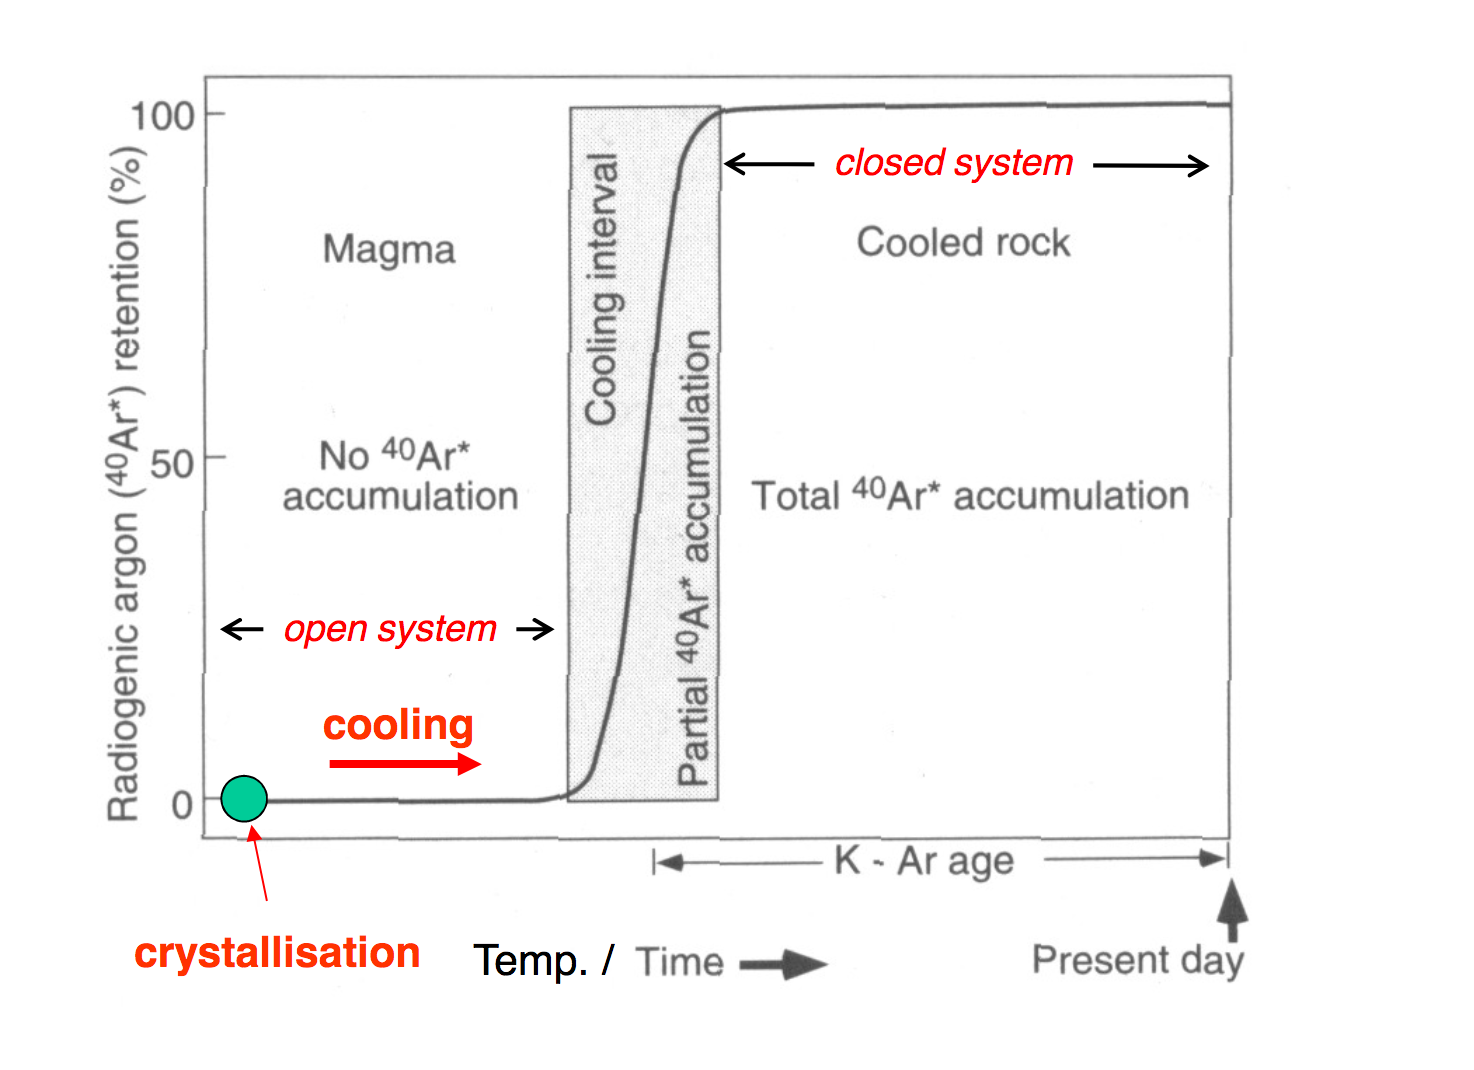 Radiogenic argon (⁴⁰Ar*) retention (%)
100
50
0
Magma
No ⁴⁰Ar*
accumulation
open system
cooling
Cooling interval
Partial ⁴⁰Ar* accumulation
closed system
Cooled rock
Total ⁴⁰Ar* accumulation
K - Ar age
crystallisation
Temp. / Time
Present day